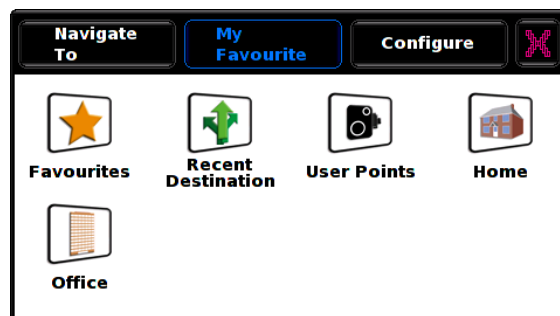 Navigate
To
My
Favourite
Configure
Favourites
Recent
Destination
User Points
Home
Office